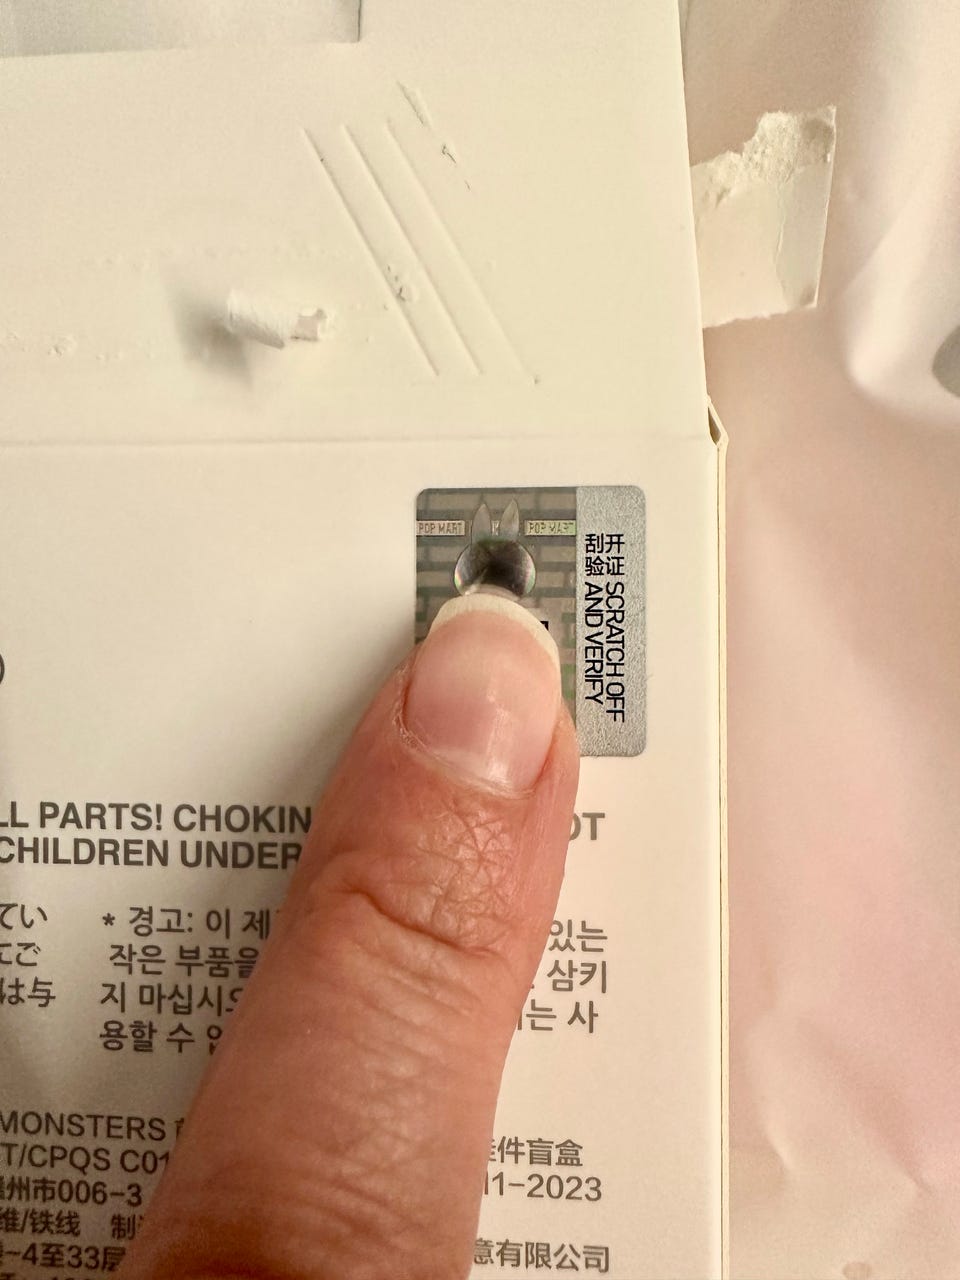 POP MART POP MART
刮开
验证
SCRATCH OFF
AND VERIFY
LL PARTS! CHOKIN OT
CHILDREN UNDER
てい * 경고: 이 있는
にご 작은 부품을 삼키
は与 지 마십시오 는 사
용할 수
MONSTERS
T/CPQS C01 件盲盒
州市006-3 11-2023
维/铁线 制
-4至33层 意有限公司